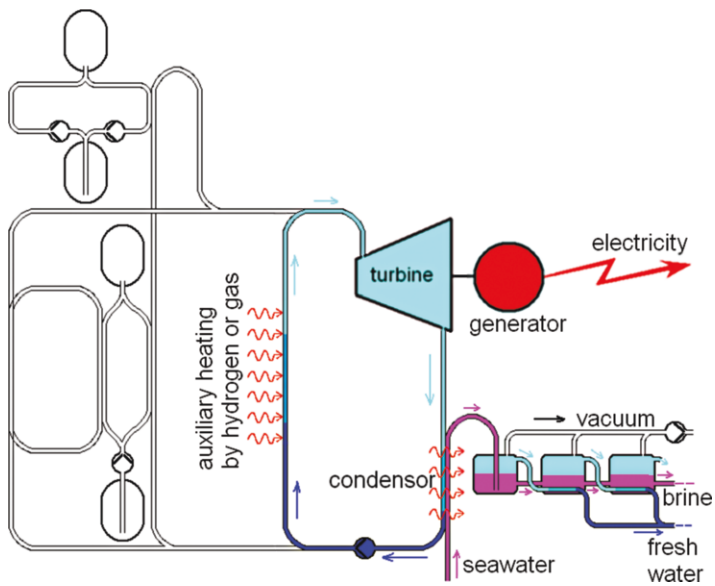 electricity
turbine
generator
auxiliary heating
by hydrogen or gas
vacuum
condensor
brine
seawater
fresh
water